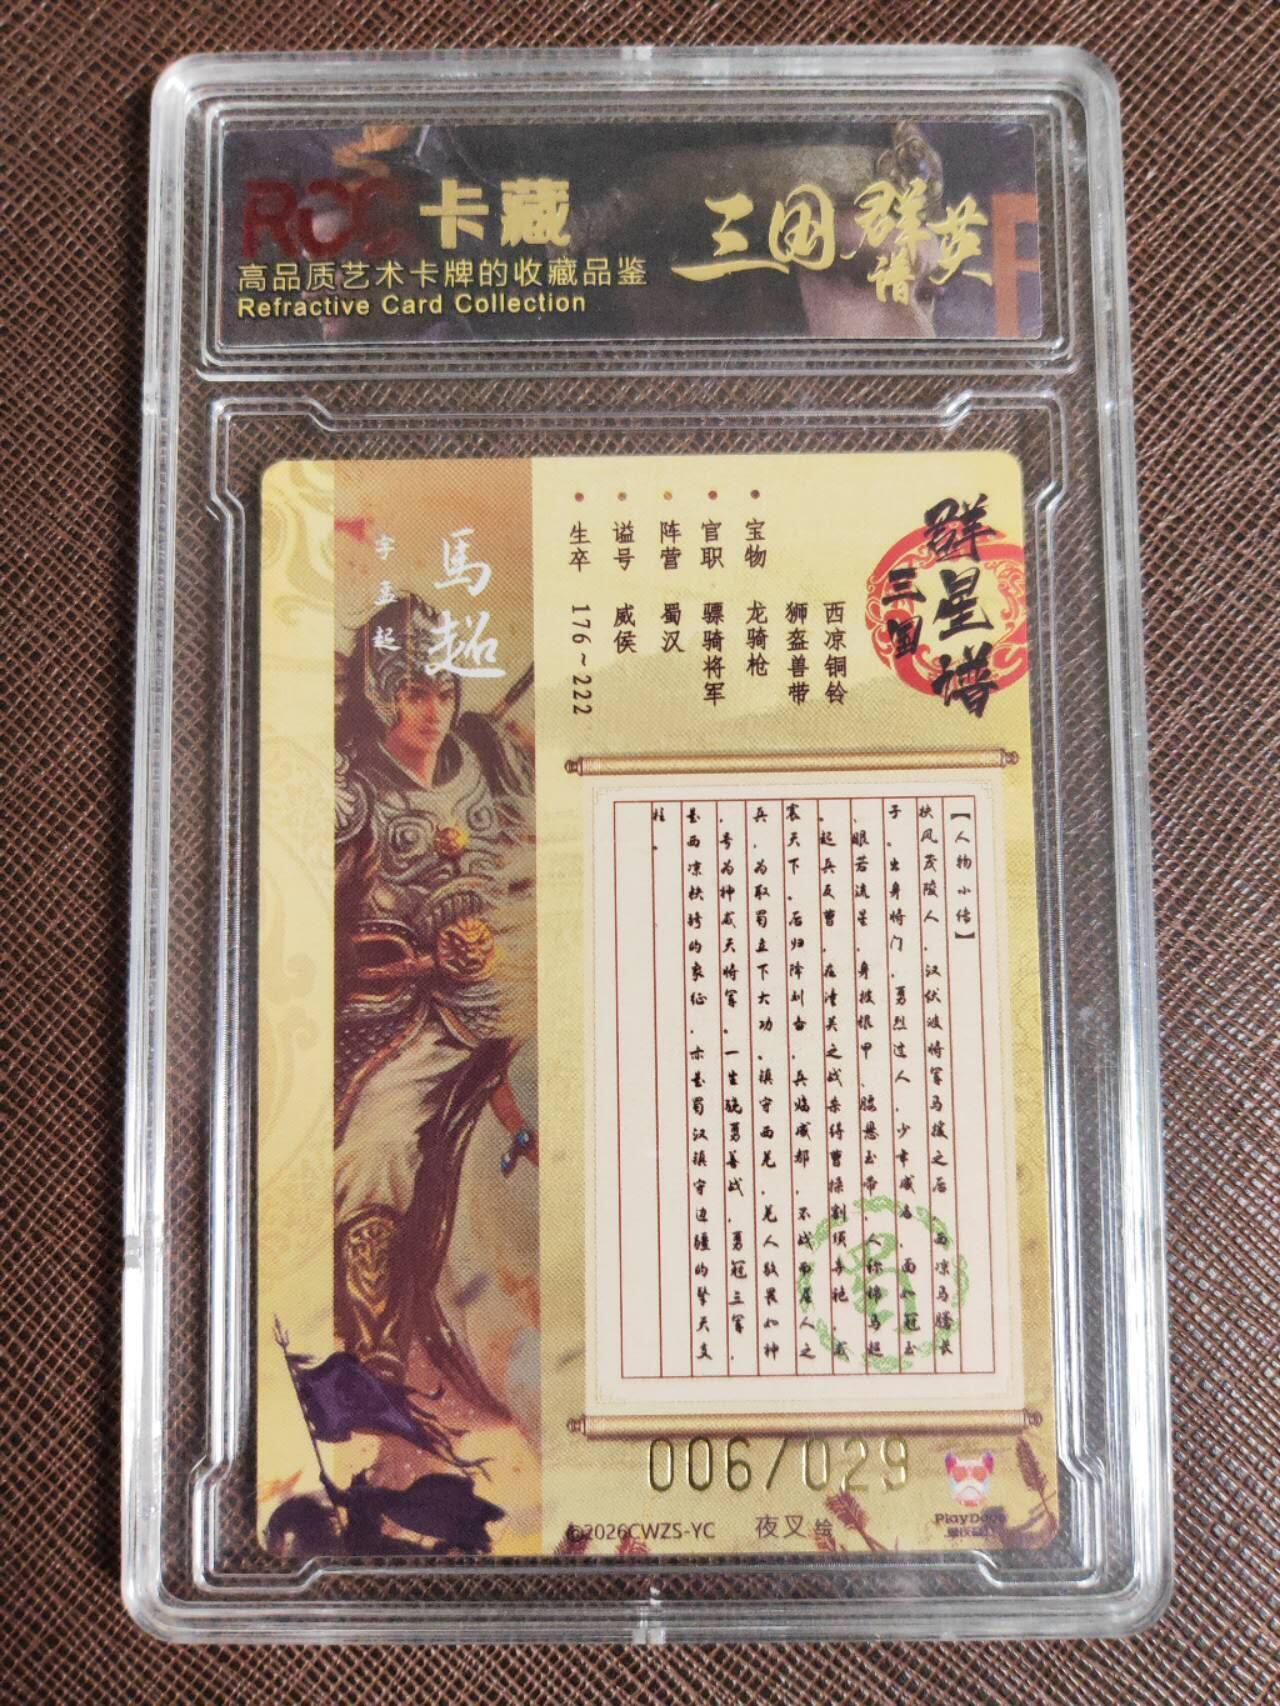 RCC 卡藏
高品质艺术卡牌的收藏品鉴
Refractive Card Collection
三国群英谱
群星谱
三国
宝物 龙骑枪
狮盔兽带
西凉铜铃
官职 骠骑将军
阵营 蜀汉
谥号 威侯
生卒 176~222
馬超
字孟起
【人物小传】
扶风茂陵人，汉伏波将军马援之后，西凉马腾长
子。出身将门，勇烈过人，少年成名，面如冠玉
，眼若流星，身披银甲、腰悬玉带，人称锦马超
。起兵反曹，在潼关之战杀得曹操割须弃袍，威
震天下。后归降刘备，兵临成都，不战而屈人之
兵，为取蜀立下大功。镇守西羌，羌人敬畏如神
，号为神威天将军。一生骁勇善战，勇冠三军，
是西凉铁骑的象征，亦是蜀汉镇守边疆的擎天支
柱。
蜀
006/029
©2026CWZS-YC 夜叉 绘